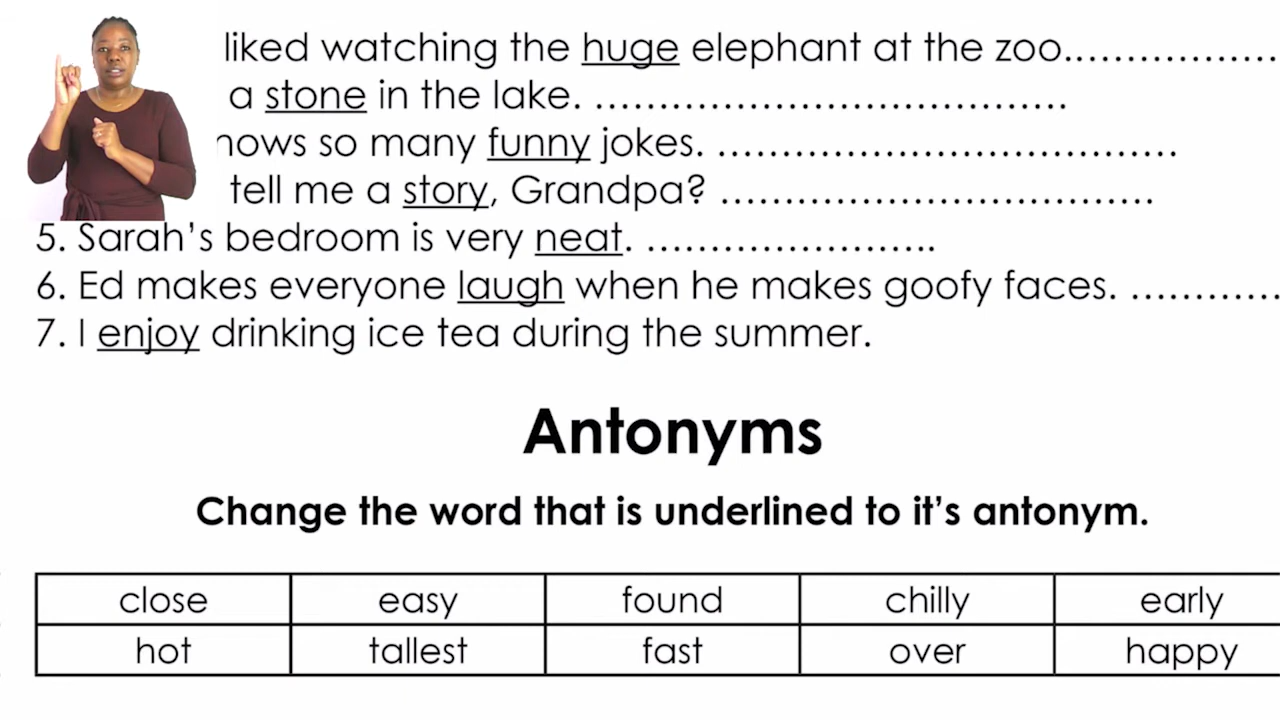 liked watching the huge elephant at the zoo..................
a stone in the lake. ......................................
nows so many funny jokes. .....................................
tell me a story, Grandpa? ...................................
5. Sarah's bedroom is very neat. .......................
6. Ed makes everyone laugh when he makes goofy faces. ............
7. I enjoy drinking ice tea during the summer.
Antonyms
Change the word that is underlined to it's antonym.
close easy found chilly early
hot tallest fast over happy